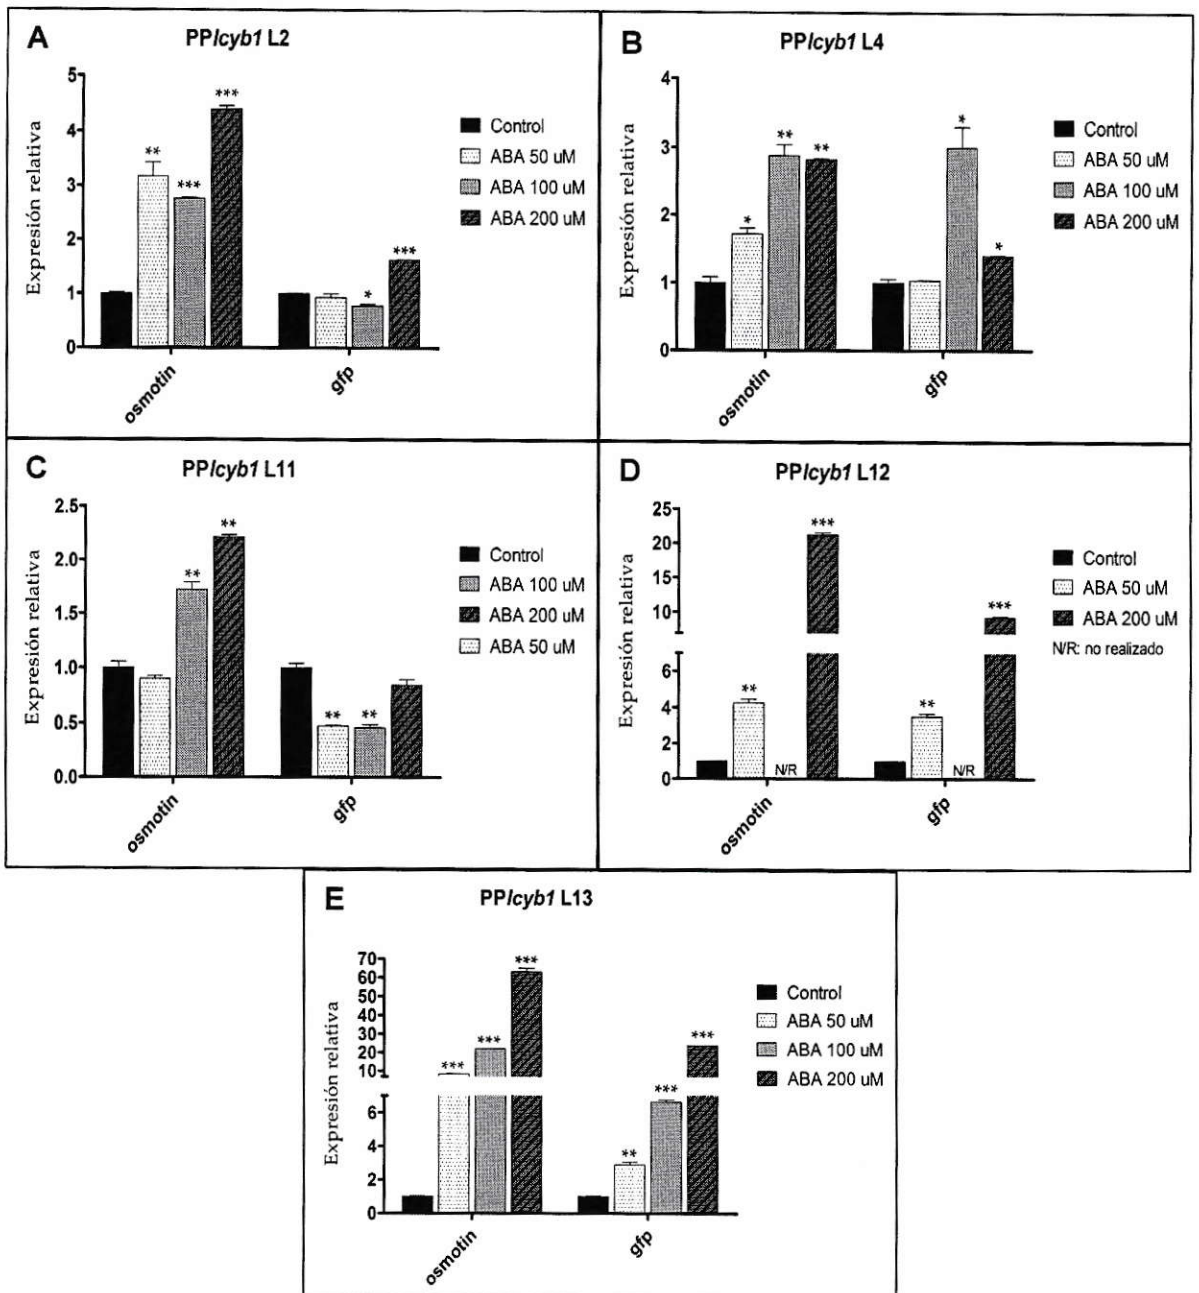 A
PPlcyb1 L2
Expresión relativa
5
4
3
2
1
0
**
***
***
*
***
osmotin
gfp
Control
ABA 50 uM
ABA 100 uM
ABA 200 uM
B
PPlcyb1 L4
Expresión relativa
4
3
2
1
0
*
**
**
*
*
osmotin
gfp
Control
ABA 50 uM
ABA 100 uM
ABA 200 uM
C
PPlcyb1 L11
Expresión relativa
2.5
2.0
1.5
1.0
0.5
0.0
**
**
**
**
osmotin
gfp
Control
ABA 100 uM
ABA 200 uM
ABA 50 uM
D
PPlcyb1 L12
Expresión relativa
25
20
15
10
6
4
2
0
**
N/R
***
**
N/R
***
osmotin
gfp
Control
ABA 50 uM
ABA 200 uM
N/R: no realizado
E
PPlcyb1 L13
Expresión relativa
70
60
50
40
30
20
10
6
4
2
0
***
***
***
**
***
***
osmotin
gfp
Control
ABA 50 uM
ABA 100 uM
ABA 200 uM